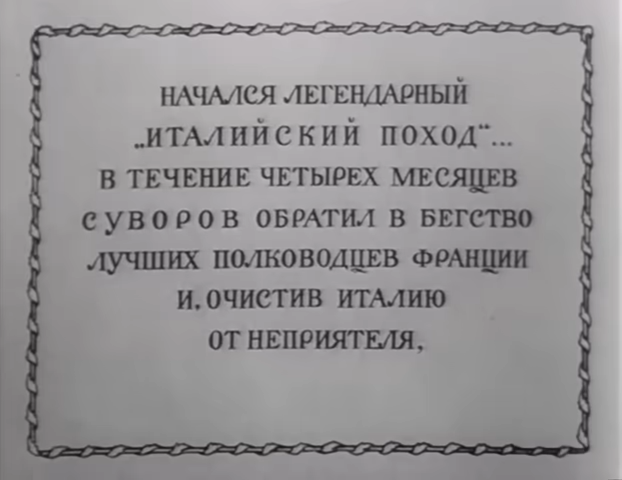 НАЧАЛСЯ ЛЕГЕНДАРНЫЙ
„ИТАЛИЙСКИЙ ПОХОД“...
В ТЕЧЕНИЕ ЧЕТЫРЕХ МЕСЯЦЕВ
СУВОРОВ ОБРАТИЛ В БЕГСТВО
ЛУЧШИХ ПОЛКОВОДЦЕВ ФРАНЦИИ
И, ОЧИСТИВ ИТАЛИЮ
ОТ НЕПРИЯТЕЛЯ,